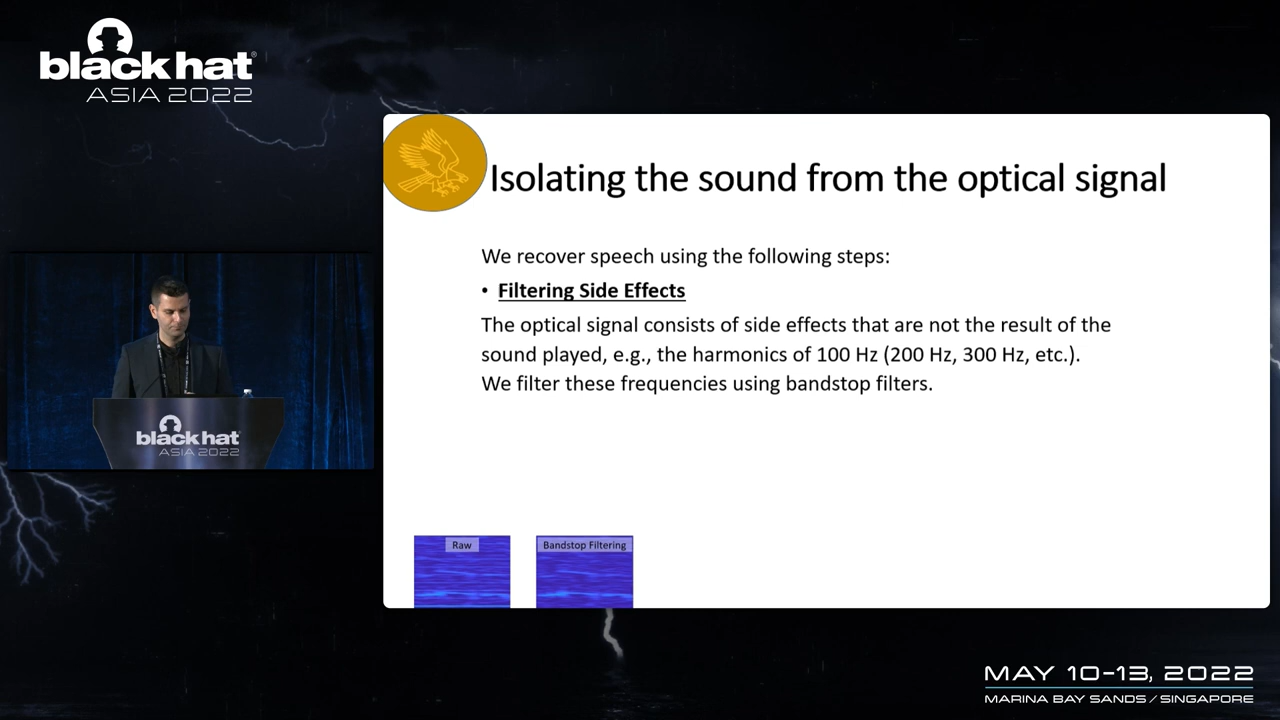 black hat®
ASIA 2022
Isolating the sound from the optical signal
We recover speech using the following steps:
• Filtering Side Effects
The optical signal consists of side effects that are not the result of the
sound played, e.g., the harmonics of 100 Hz (200 Hz, 300 Hz, etc.).
We filter these frequencies using bandstop filters.
black hat
ASIA 2022
Raw
Bandstop Filtering
MAY 10-13, 2022
MARINA BAY SANDS / SINGAPORE